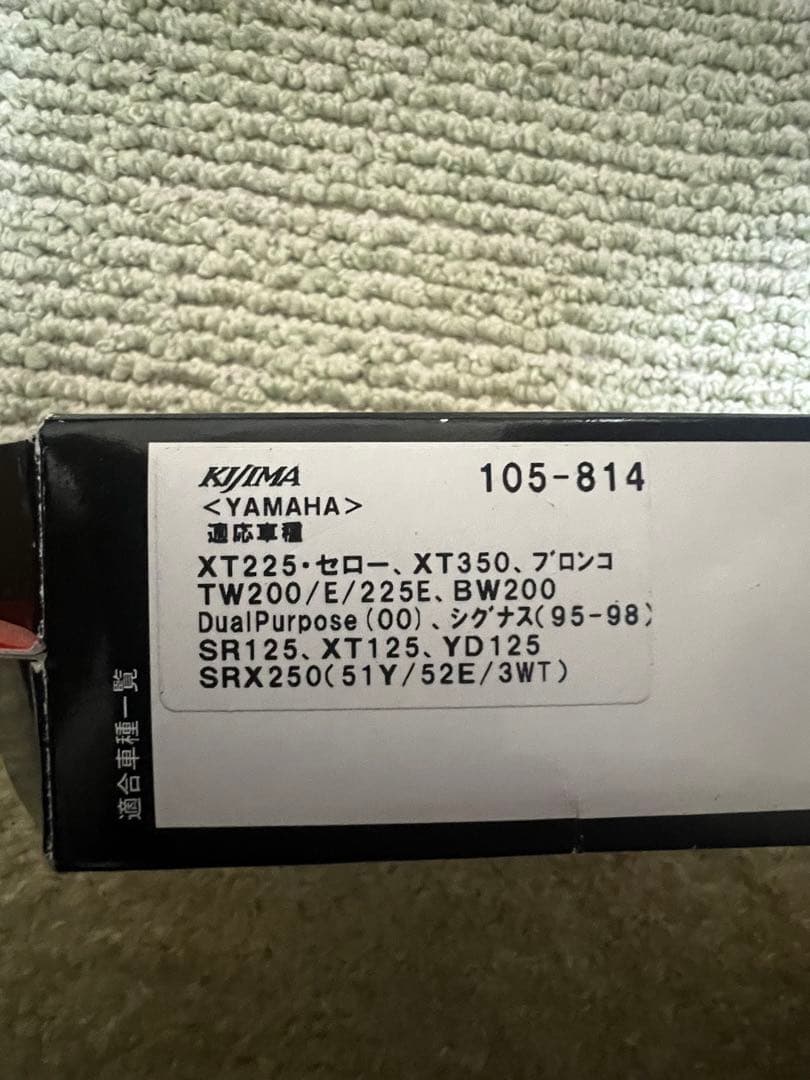 KIJIMA 105-814
<YAMAHA>
適応車種
XT225・セロー、XT350、ブロンコ
TW200/E/225E、BW200
DualPurpose(00)、シグナス(95-98)
SR125、XT125、YD125
SRX250(51Y/52E/3WT)
適合車種一覧